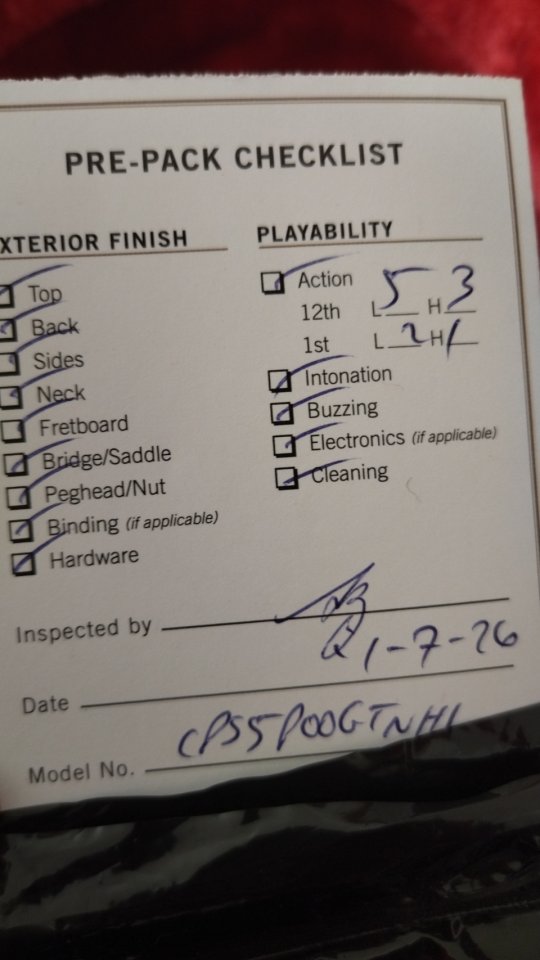 PRE-PACK CHECKLIST
XTERIOR FINISH
Top
Back
Sides
Neck
Fretboard
Bridge/Saddle
Peghead/Nut
Binding (if applicable)
Hardware
PLAYABILITY
Action
12th L 5 H 3
1st L 2 H 1
Intonation
Buzzing
Electronics (if applicable)
Cleaning
Inspected by
Date 1-7-26
Model No. CPS5P00GTNH1